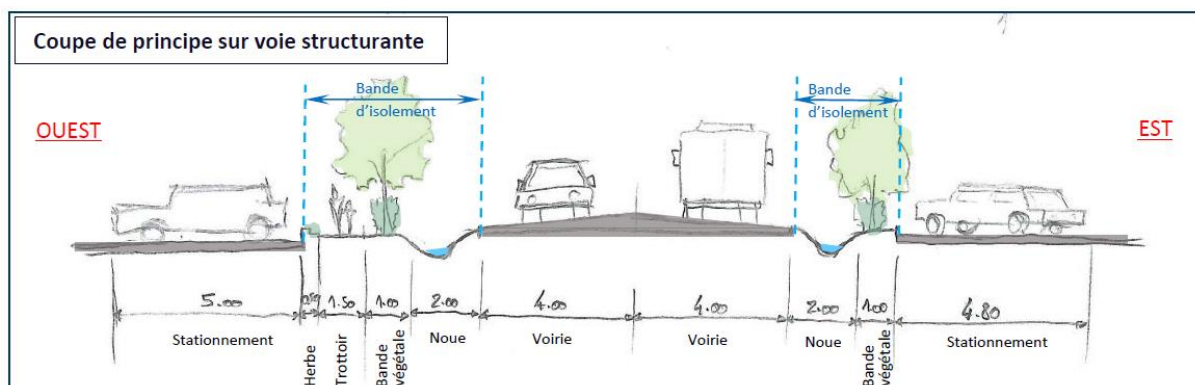 Coupe de principe sur voie structurante
Bande
d'isolement
Bande
d'isolement
OUEST
EST
5.00
0.50
1.50
1.00
2.00
4.00
4.00
2.00
1.00
4.80
Stationnement
Herbe
Trottoir
Bande
végétale
Noue
Voirie
Voirie
Noue
Bande
végétale
Stationnement